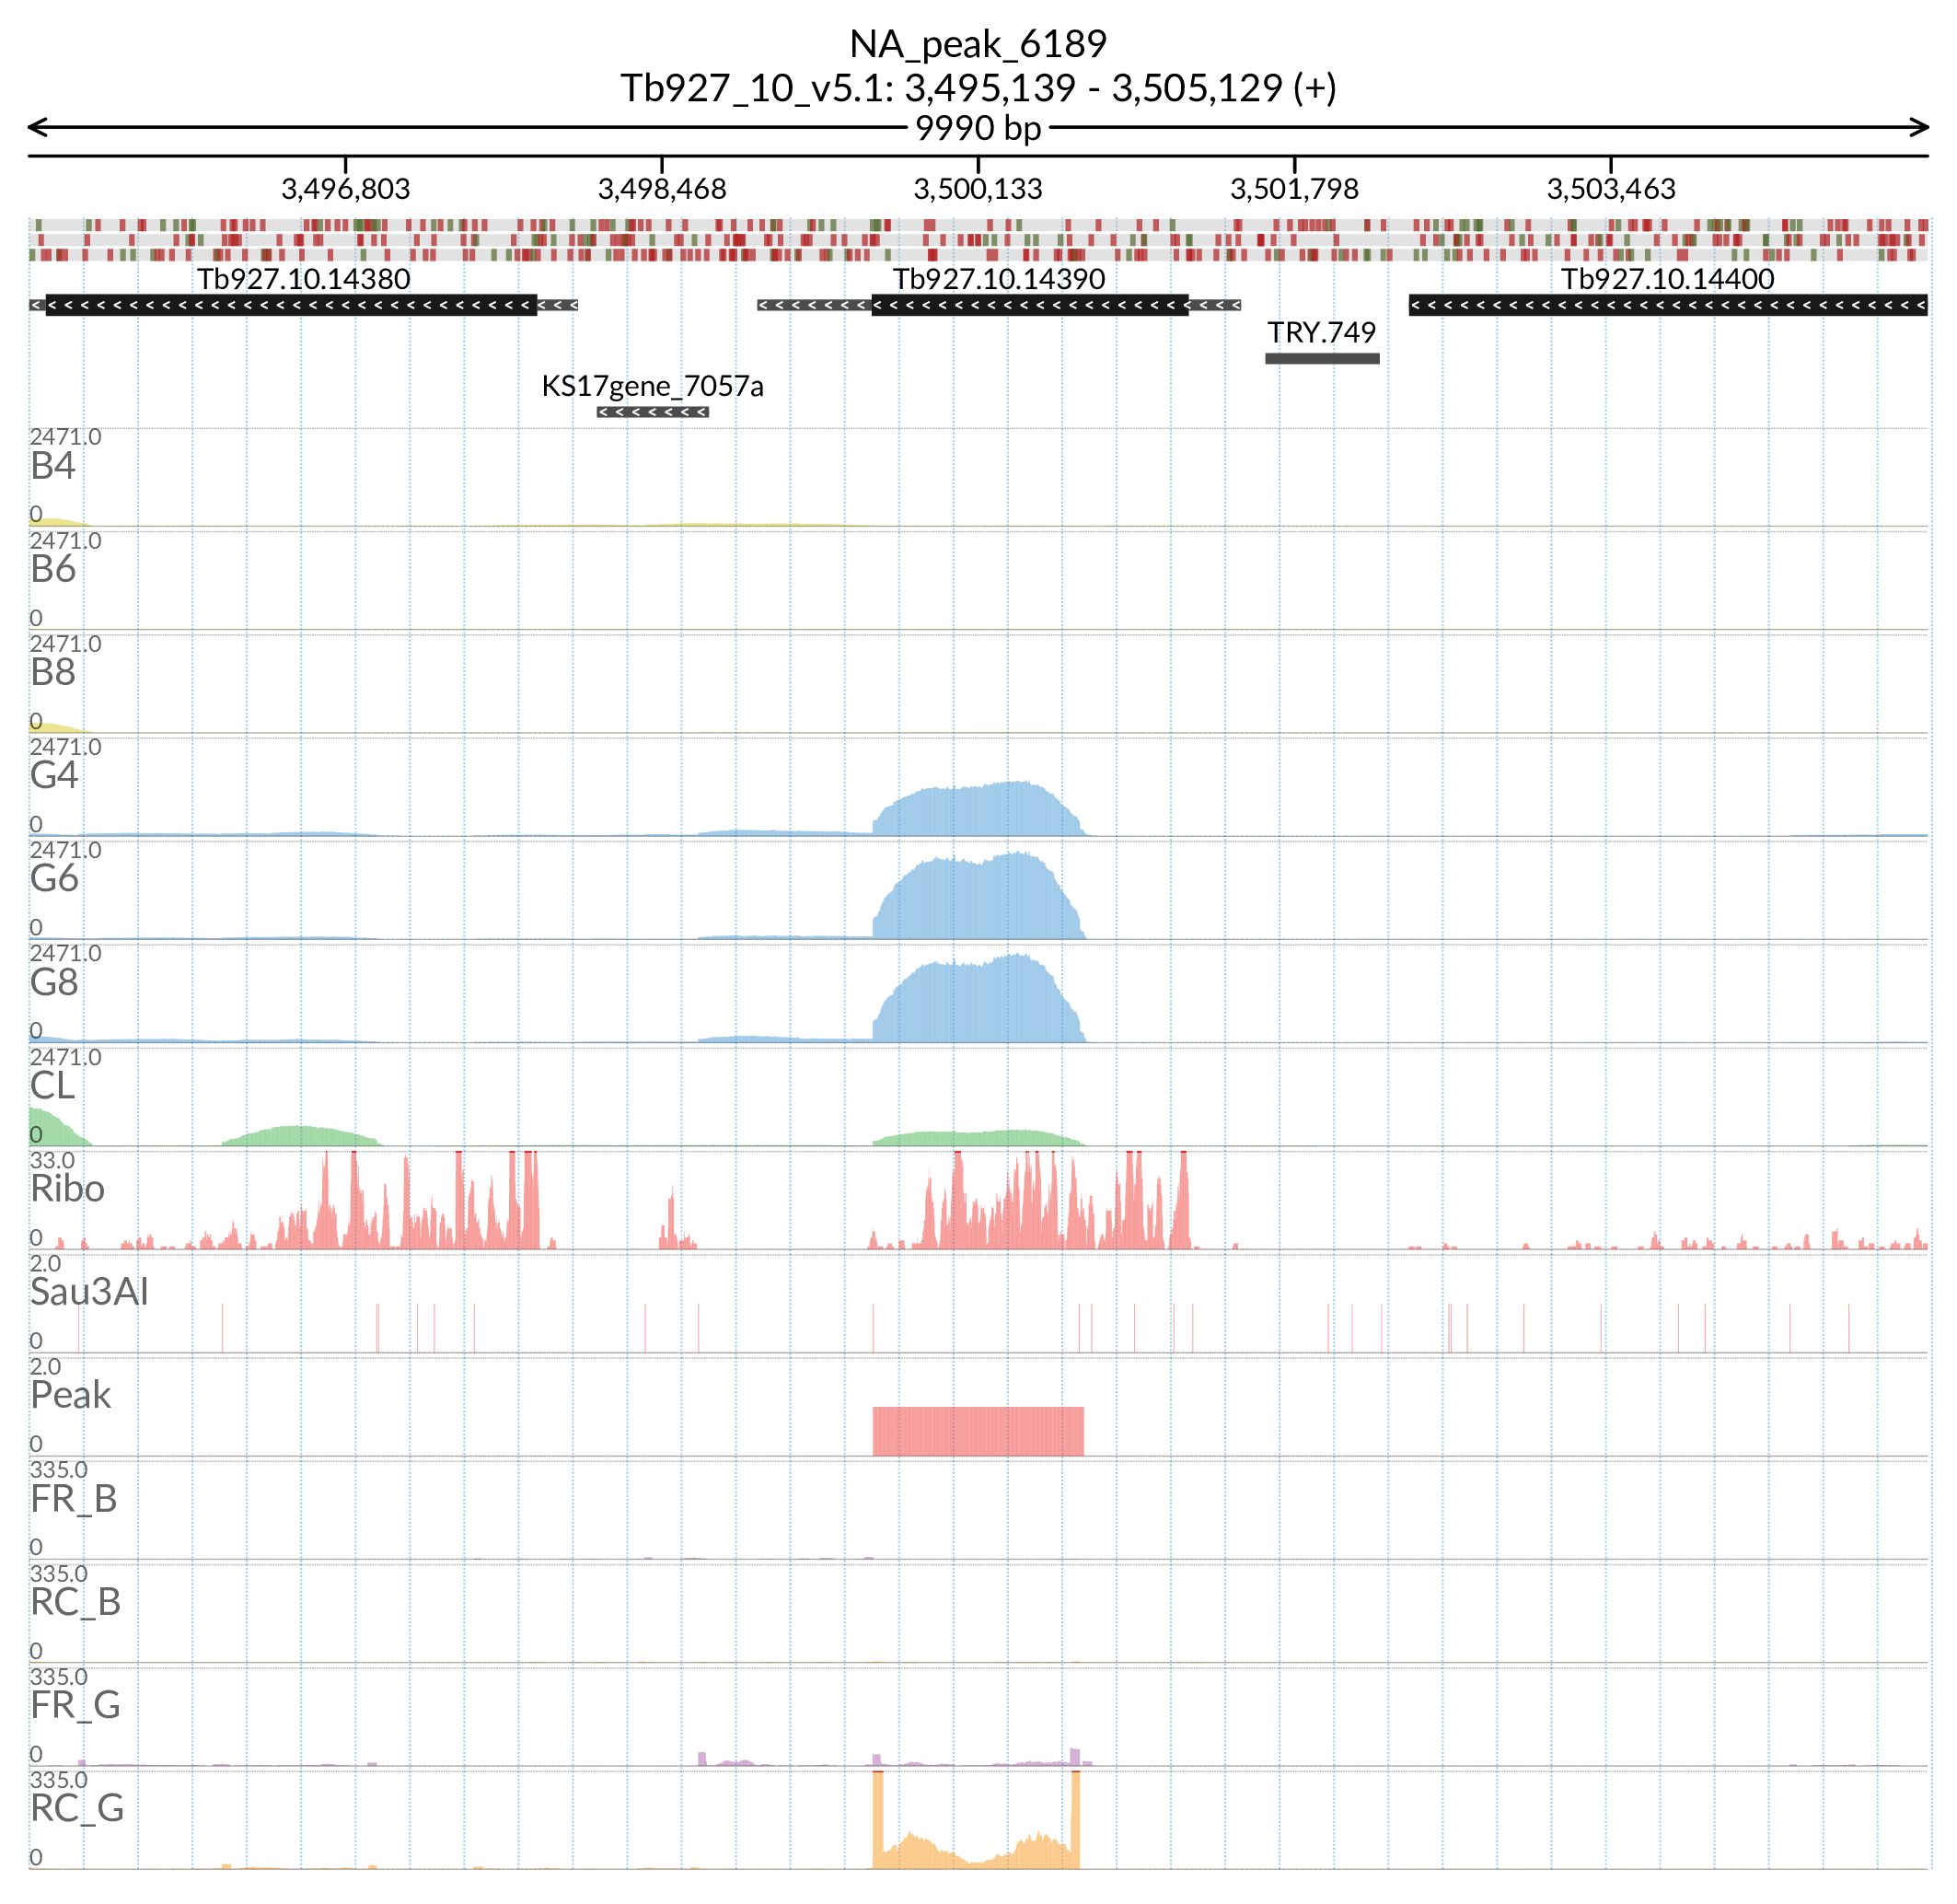 NA_peak_6189
Tb927_10_v5.1: 3,495,139 - 3,505,129 (+)
9990 bp
3,496,803 3,498,468 3,500,133 3,501,798 3,503,463
Tb927.10.14380 Tb927.10.14390 Tb927.10.14400
TRY.749
KS17gene_7057a
2471.0
B4
0
2471.0
B6
0
2471.0
B8
0
2471.0
G4
0
2471.0
G6
0
2471.0
G8
0
2471.0
CL
0
33.0
Ribo
0
2.0
Sau3AI
0
2.0
Peak
0
335.0
FR_B
0
335.0
RC_B
0
335.0
FR_G
0
335.0
RC_G
0